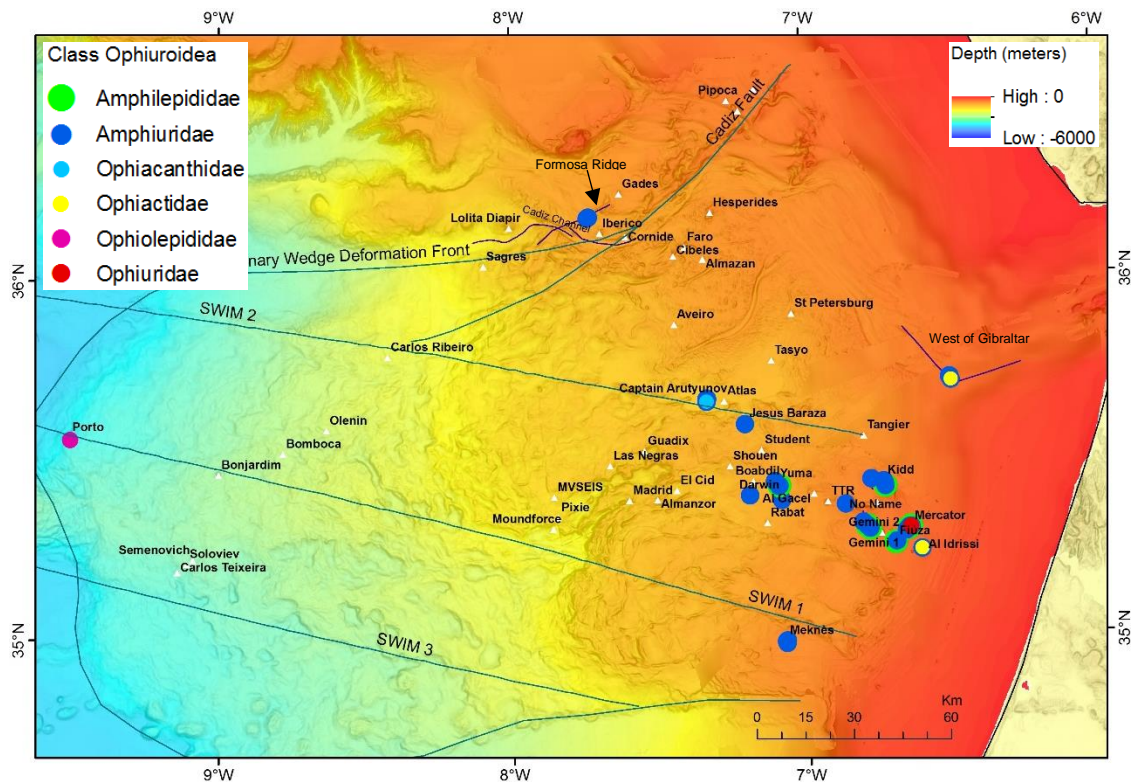 9°W
8°W
7°W
6°W
Class Ophiuroidea
Amphilepididae
Amphiuridae
Ophiacanthidae
Ophiactidae
Ophiolepididae
Ophiuridae
Depth (meters)
High : 0
Low : -6000
Pipoca
Cadiz Fault
Formosa Ridge
Gades
Hesperides
Lolita Diapir
Cadiz Channel
Iberico
Cornide
Faro
Cibeles
Almazan
nary Wedge Deformation Front
Sagres
36°N
36°N
SWIM 2
St Petersburg
Aveiro
West of Gibraltar
Carlos Ribeiro
Tasyo
Captain Arutyunov
Atlas
Jesus Baraza
Porto
Olenin
Tangier
Bomboca
Guadix
Student
Bonjardim
Las Negras
Shouen
Boabdil
Yuma
Kidd
MVSEIS
El Cid
Darwin
Madrid
Al Gacel
TTR
Pixie
Almanzor
No Name
Moundforce
Rabat
Gemini 2
Mercator
Fiuza
Gemini 1
Al Idrissi
Semenovich
Soloviev
Carlos Teixeira
SWIM 1
Meknès
35°N
35°N
SWIM 3
Km
0 15 30 60
9°W
8°W
7°W